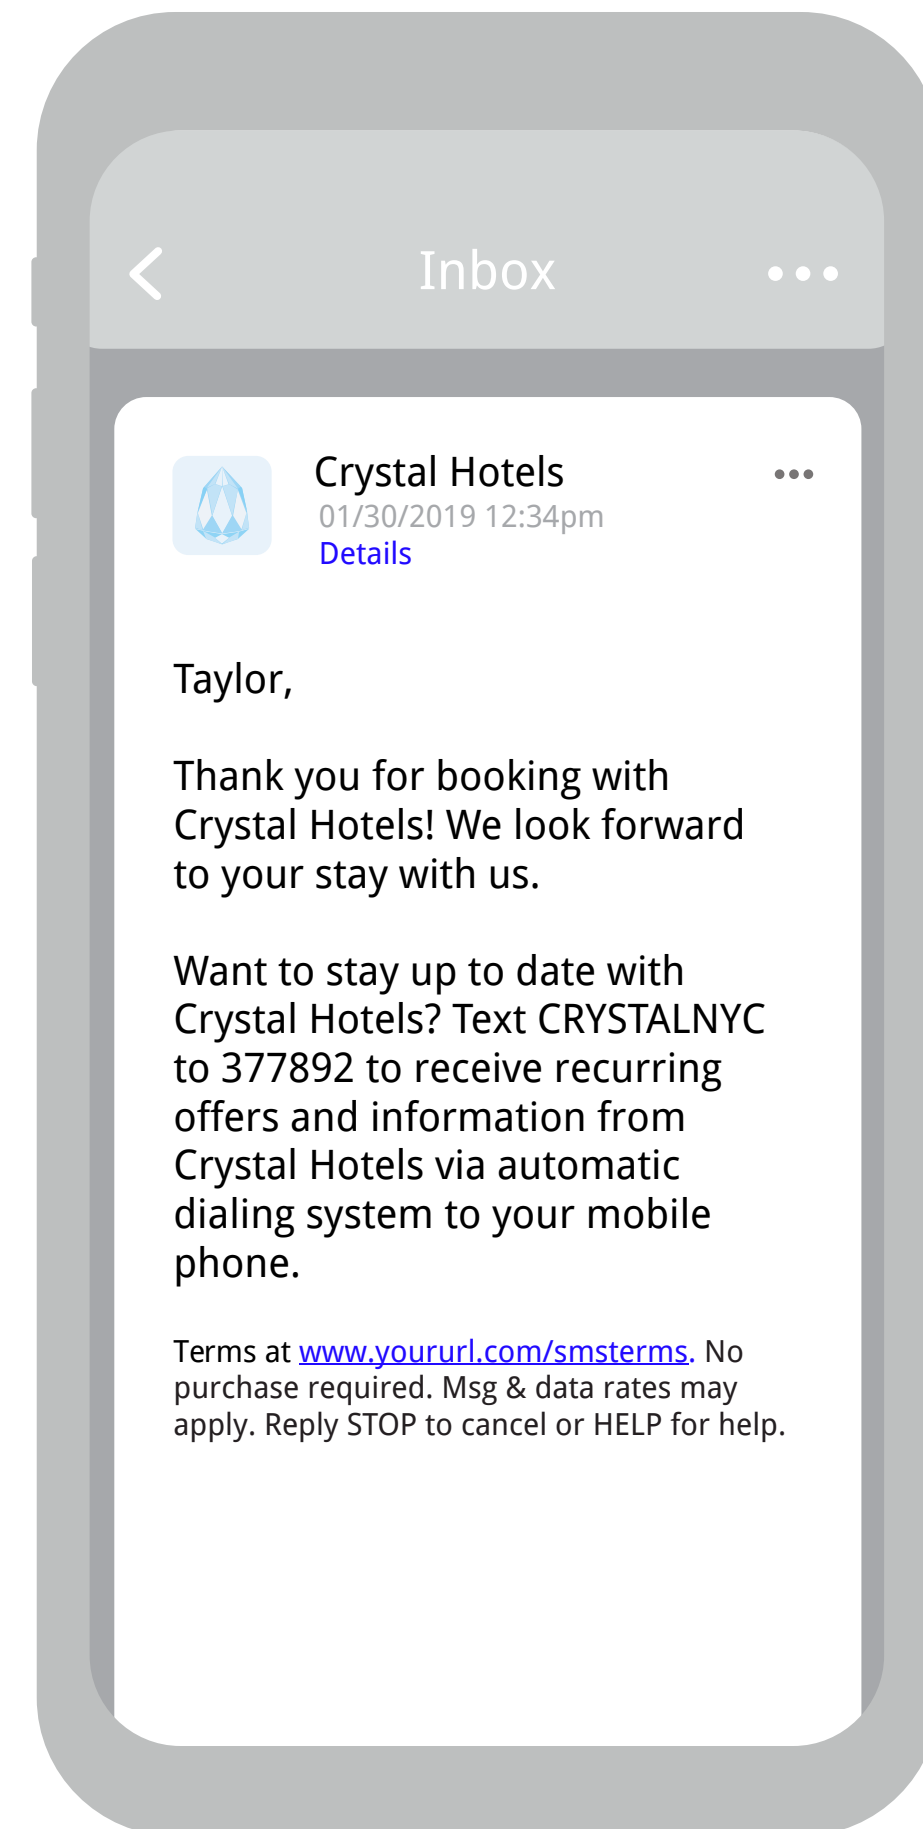 Inbox
Crystal Hotels
01/30/2019 12:34pm
Details
Taylor,
Thank you for booking with
Crystal Hotels! We look forward
to your stay with us.
Want to stay up to date with
Crystal Hotels? Text CRYSTALNYC
to 377892 to receive recurring
offers and information from
Crystal Hotels via automatic
dialing system to your mobile
phone.
Terms at www.yoururl.com/smsterms. No
purchase required. Msg & data rates may
apply. Reply STOP to cancel or HELP for help.